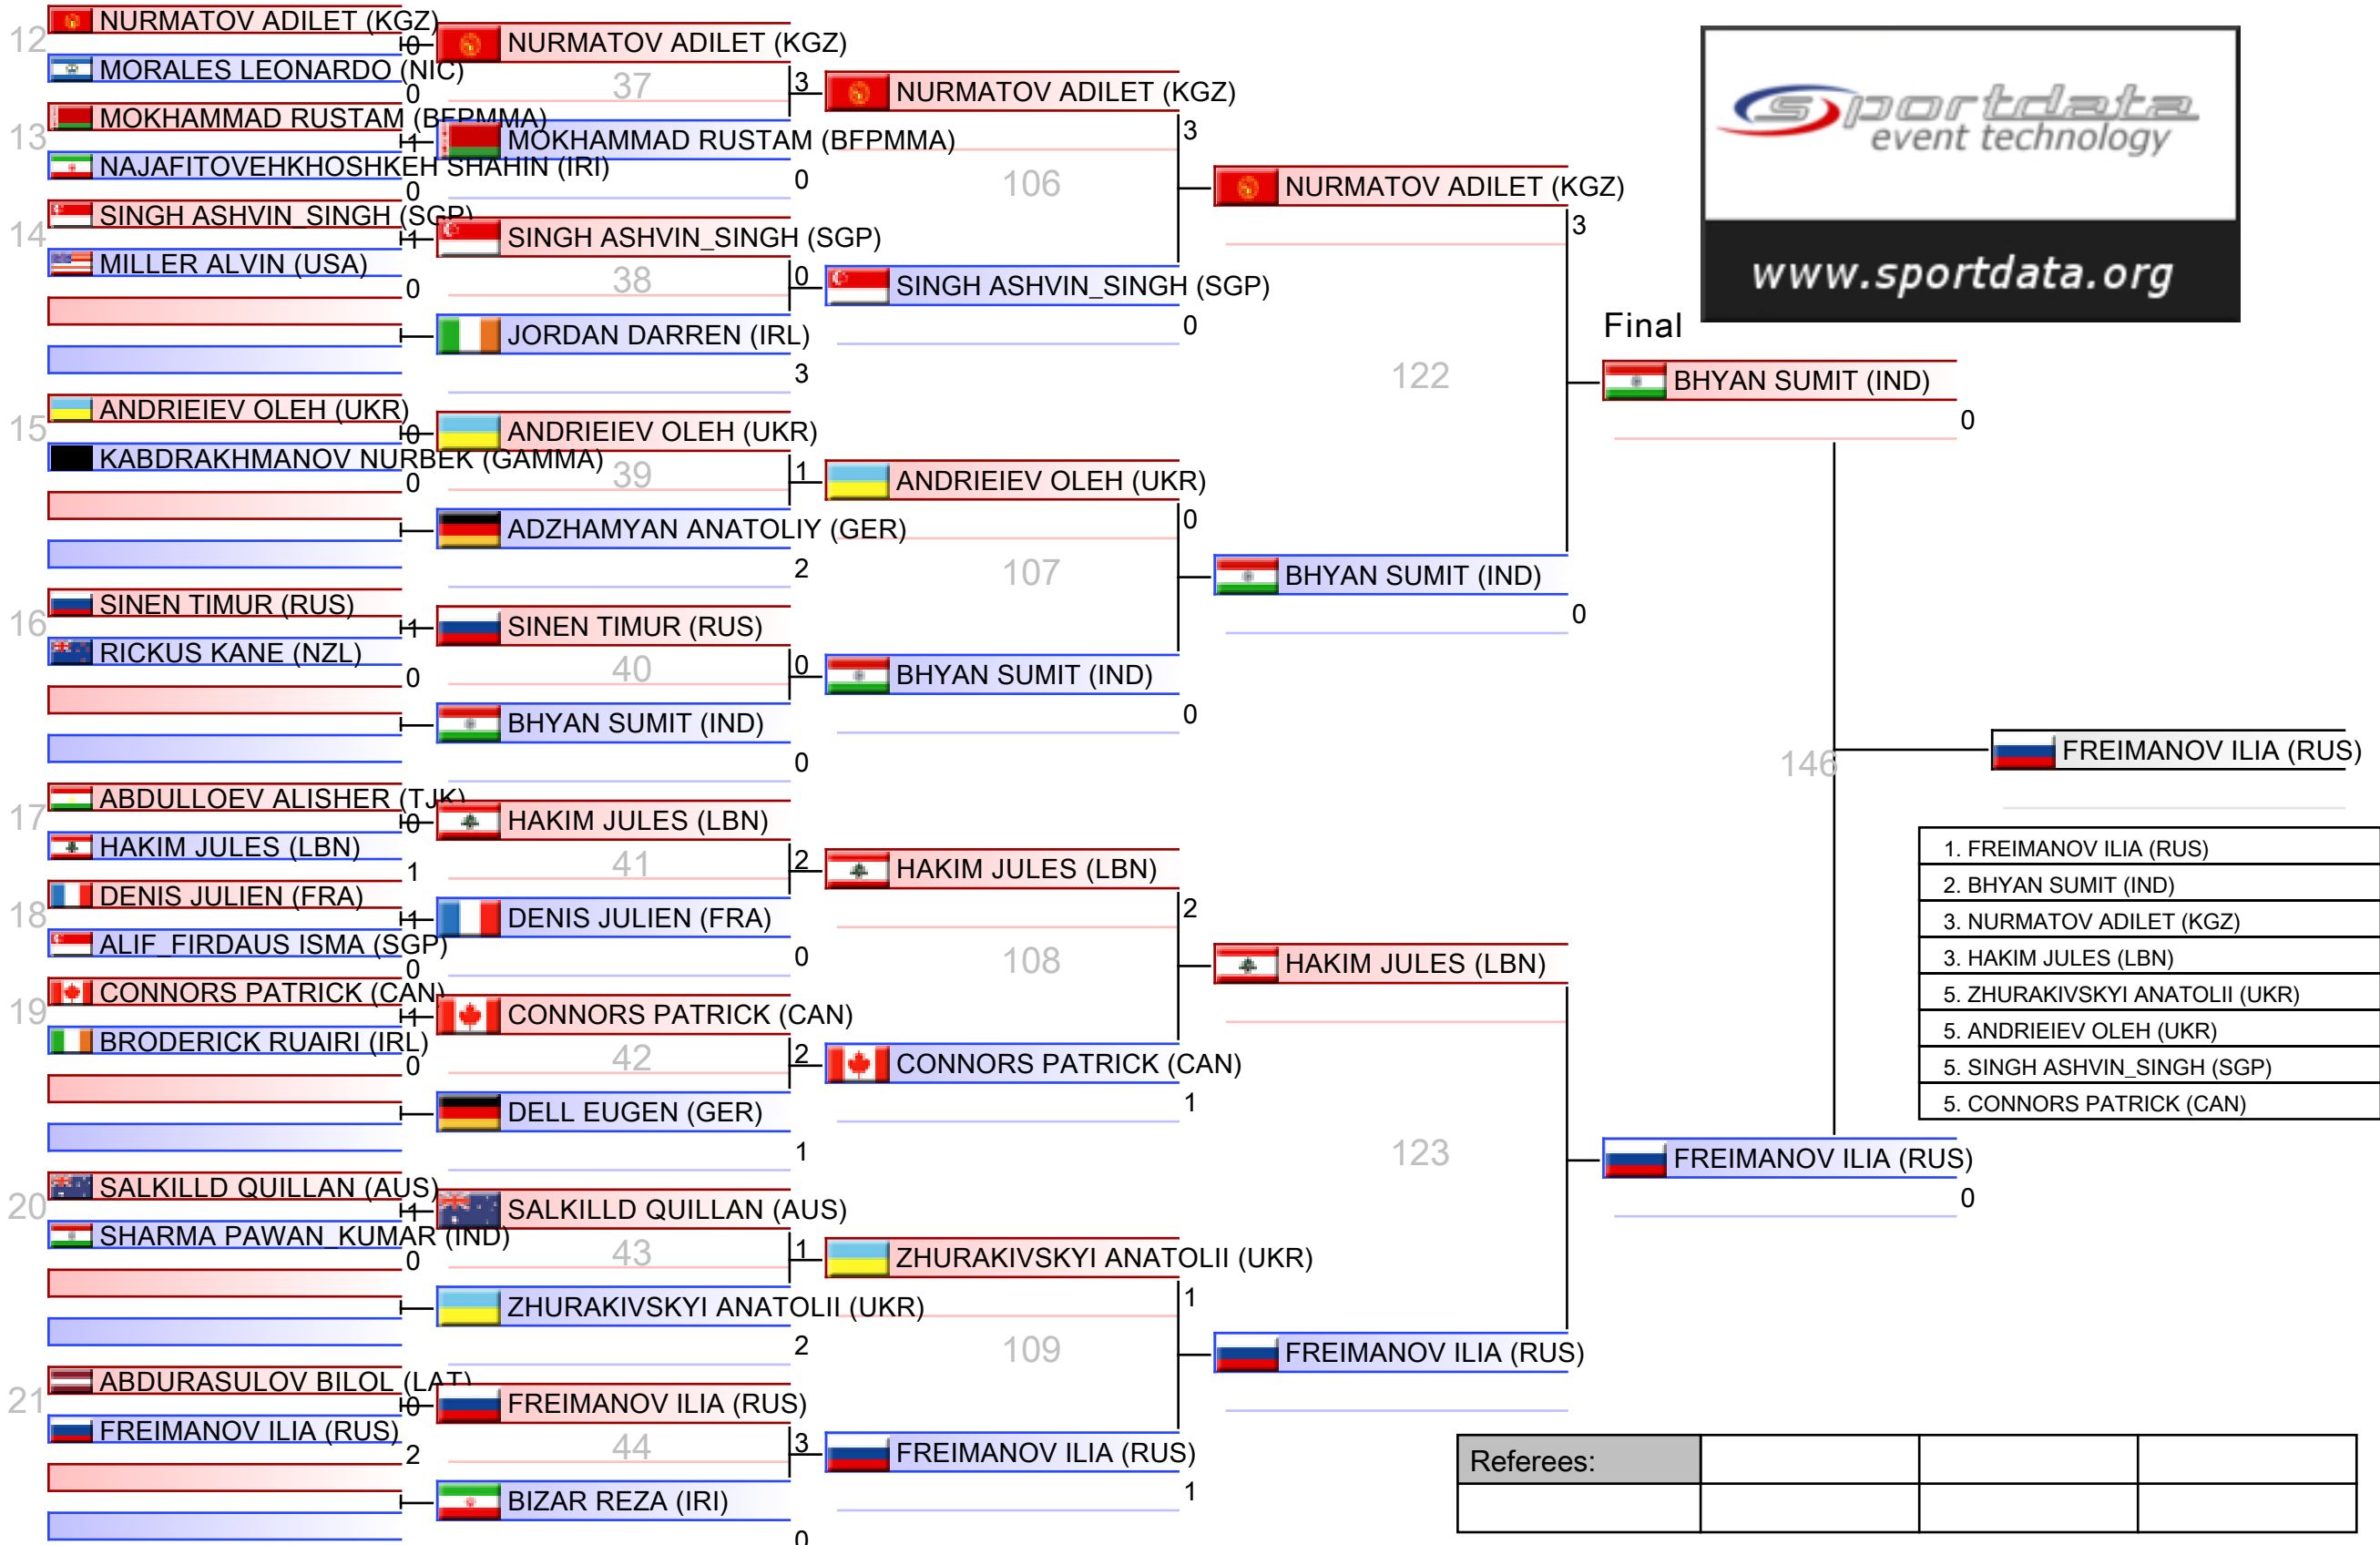 12
NURMATOV ADILET (KGZ)
0
MORALES LEONARDO (NIC)
0
13
MOKHAMMAD RUSTAM (BFPMMA)
1
NAJAFITOVEHKHOSHKEH SHAHIN (IRI)
0
14
SINGH ASHVIN_SINGH (SGP)
1
MILLER ALVIN (USA)
0
15
ANDRIEIEV OLEH (UKR)
0
KABDRAKHMANOV NURBEK (GAMMA)
0
16
SINEN TIMUR (RUS)
1
RICKUS KANE (NZL)
0
17
ABDULLOEV ALISHER (TJK)
0
HAKIM JULES (LBN)
1
18
DENIS JULIEN (FRA)
1
ALIF_FIRDAUS ISMA (SGP)
0
19
CONNORS PATRICK (CAN)
1
BRODERICK RUAIRI (IRL)
0
20
SALKILLD QUILLAN (AUS)
1
SHARMA PAWAN_KUMAR (IND)
0
21
ABDURASULOV BILOL (LAT)
0
FREIMANOV ILIA (RUS)
2
NURMATOV ADILET (KGZ)
37
3
MOKHAMMAD RUSTAM (BFPMMA)
0
SINGH ASHVIN_SINGH (SGP)
38
0
JORDAN DARREN (IRL)
3
ANDRIEIEV OLEH (UKR)
39
1
ADZHAMYAN ANATOLIY (GER)
2
SINEN TIMUR (RUS)
40
0
BHYAN SUMIT (IND)
0
HAKIM JULES (LBN)
41
2
DENIS JULIEN (FRA)
0
CONNORS PATRICK (CAN)
42
2
DELL EUGEN (GER)
1
SALKILLD QUILLAN (AUS)
43
1
ZHURAKIVSKYI ANATOLII (UKR)
2
FREIMANOV ILIA (RUS)
44
3
BIZAR REZA (IRI)
0
NURMATOV ADILET (KGZ)
3
106
SINGH ASHVIN_SINGH (SGP)
0
ANDRIEIEV OLEH (UKR)
0
107
BHYAN SUMIT (IND)
0
HAKIM JULES (LBN)
2
108
CONNORS PATRICK (CAN)
1
ZHURAKIVSKYI ANATOLII (UKR)
1
109
FREIMANOV ILIA (RUS)
1
NURMATOV ADILET (KGZ)
3
122
BHYAN SUMIT (IND)
0
HAKIM JULES (LBN)
123
FREIMANOV ILIA (RUS)
sportdata
event technology
www.sportdata.org
Final
BHYAN SUMIT (IND)
0
146
FREIMANOV ILIA (RUS)
0
FREIMANOV ILIA (RUS)
1. FREIMANOV ILIA (RUS)
2. BHYAN SUMIT (IND)
3. NURMATOV ADILET (KGZ)
3. HAKIM JULES (LBN)
5. ZHURAKIVSKYI ANATOLII (UKR)
5. ANDRIEIEV OLEH (UKR)
5. SINGH ASHVIN_SINGH (SGP)
5. CONNORS PATRICK (CAN)
Referees: